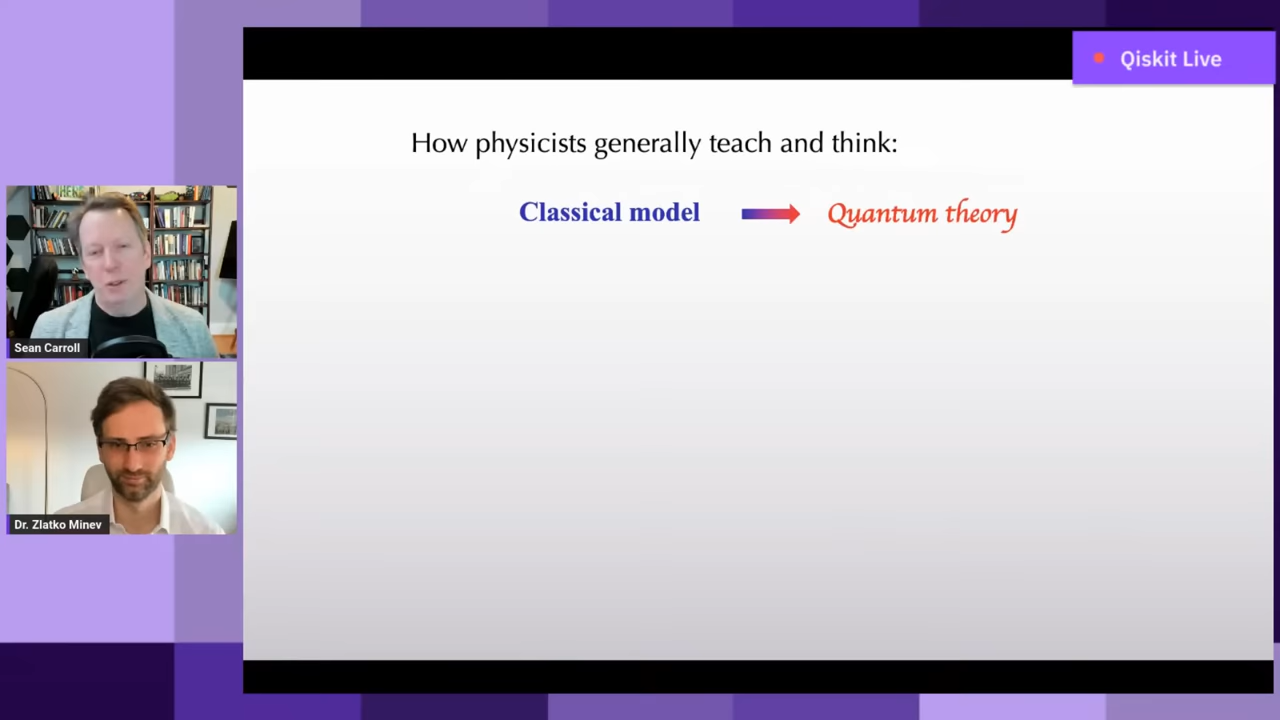 Qiskit Live
How physicists generally teach and think:
Classical model Quantum theory
Sean Carroll
Dr. Zlatko Minev